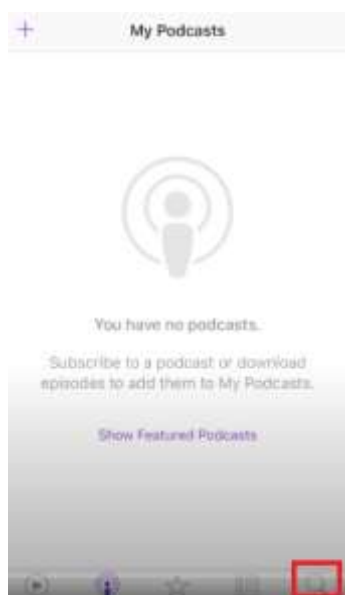 My Podcasts
You have no podcasts.
Subscribe to a podcast or download
episodes to add them to My Podcasts.
Show Featured Podcasts